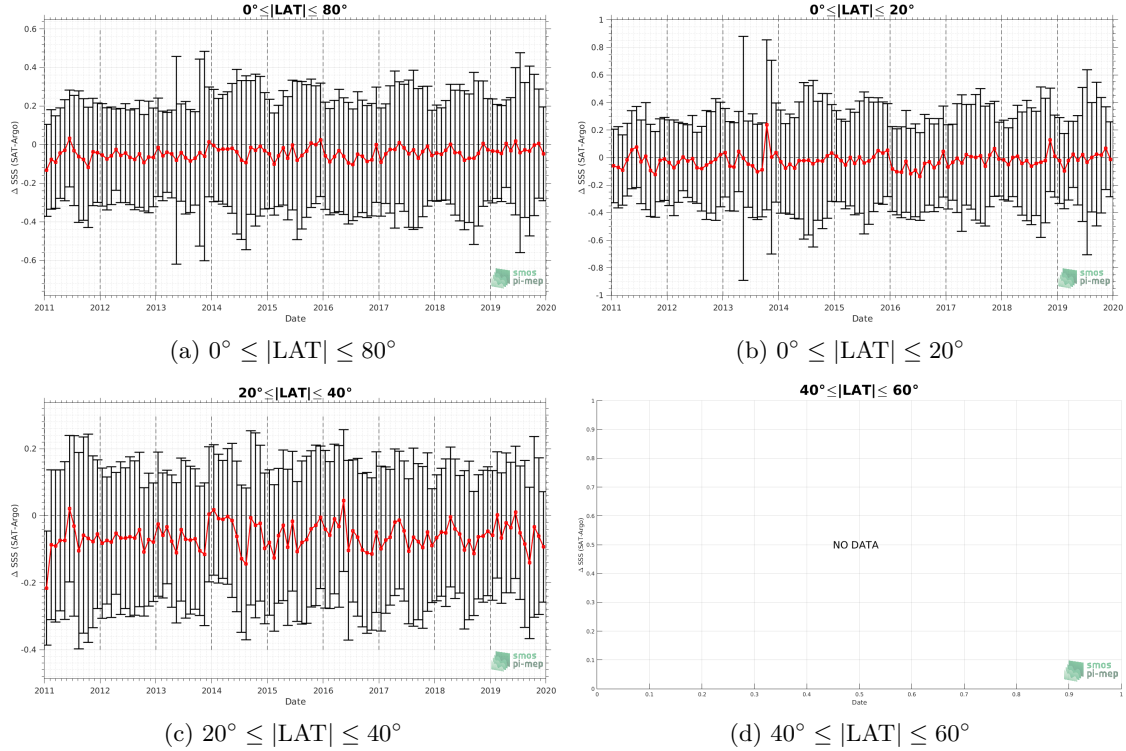 0°≤|LAT|≤ 80°
0.6
0.4
0.2
0
-0.2
-0.4
-0.6
Δ SSS (SAT-Argo)
2011 2012 2013 2014 2015 2016 2017 2018 2019 2020
Date
smos
pi-mep
(a) 0° ≤ |LAT| ≤ 80°
0°≤|LAT|≤ 20°
1
0.8
0.6
0.4
0.2
0
-0.2
-0.4
-0.6
-0.8
-1
Δ SSS (SAT-Argo)
2011 2012 2013 2014 2015 2016 2017 2018 2019 2020
Date
smos
pi-mep
(b) 0° ≤ |LAT| ≤ 20°
20°≤|LAT|≤ 40°
0.2
0
-0.2
-0.4
Δ SSS (SAT-Argo)
2011 2012 2013 2014 2015 2016 2017 2018 2019 2020
Date
smos
pi-mep
(c) 20° ≤ |LAT| ≤ 40°
40°≤|LAT|≤ 60°
1
0.9
0.8
0.7
0.6
0.5
0.4
0.3
0.2
0.1
0
Δ SSS (SAT-Argo)
NO DATA
0 0.1 0.2 0.3 0.4 0.5 0.6 0.7 0.8 0.9 1
Date
smos
pi-mep
(d) 40° ≤ |LAT| ≤ 60°